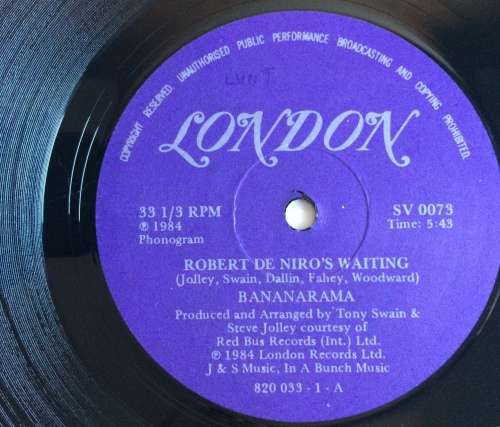 COPYRIGHT RESERVED. UNAUTHORISED PUBLIC PERFORMANCE BROADCASTING AND COPYING PROHIBITED.
LONDON
33 1/3 RPM
℗ 1984
Phonogram
SV 0073
Time: 5:43
ROBERT DE NIRO'S WAITING
(Jolley, Swain, Dallin, Fahey, Woodward)
BANANARAMA
Produced and Arranged by Tony Swain &
Steve Jolley courtesy of
Red Bus Records (Int.) Ltd.
℗ 1984 London Records Ltd.
J & S Music, In A Bunch Music
820 033 - 1 - A